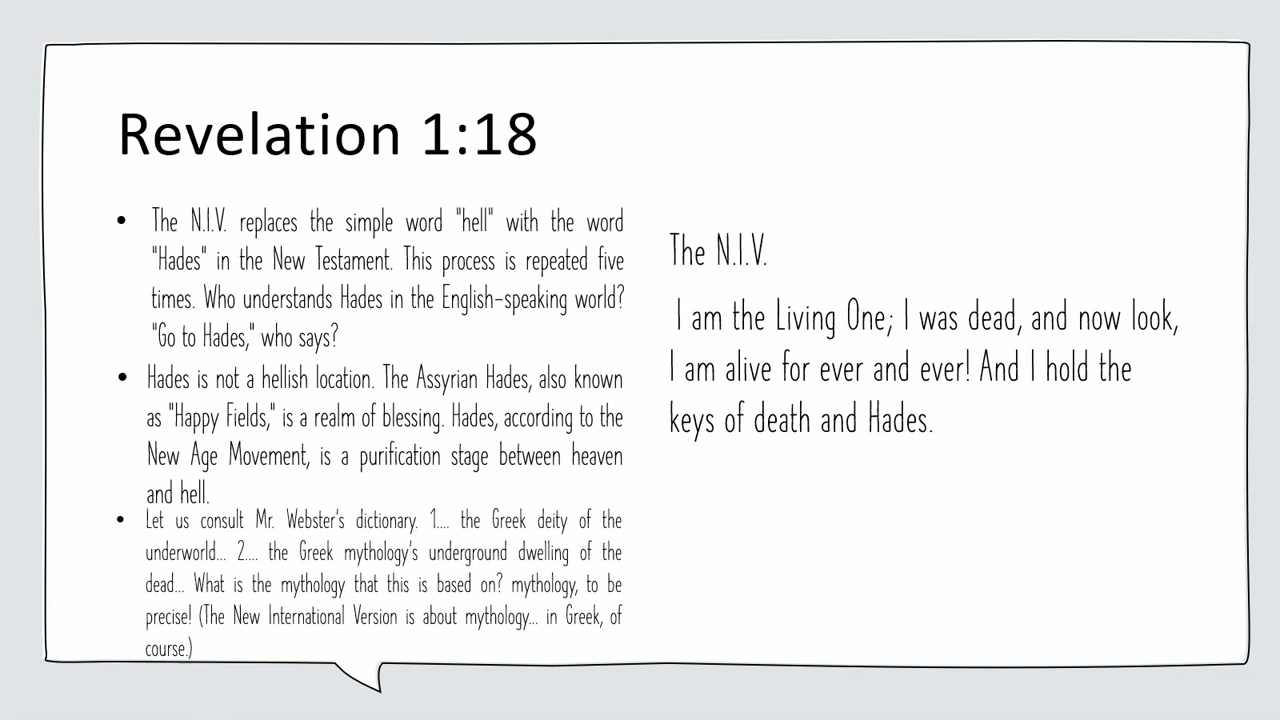 Revelation 1:18
• The N.I.V. replaces the simple word "hell" with the word
"Hades" in the New Testament. This process is repeated five
times. Who understands Hades in the English-speaking world?
"Go to Hades," who says?
• Hades is not a hellish location. The Assyrian Hades, also known
as "Happy Fields," is a realm of blessing. Hades, according to the
New Age Movement, is a purification stage between heaven
and hell.
• Let us consult Mr. Webster's dictionary. 1.... the Greek deity of the
underworld... 2.... the Greek mythology's underground dwelling of the
dead... What is the mythology that this is based on? mythology, to be
precise! (The New International Version is about mythology... in Greek, of
course.)
The N.I.V.
I am the Living One; I was dead, and now look,
I am alive for ever and ever! And I hold the
keys of death and Hades.